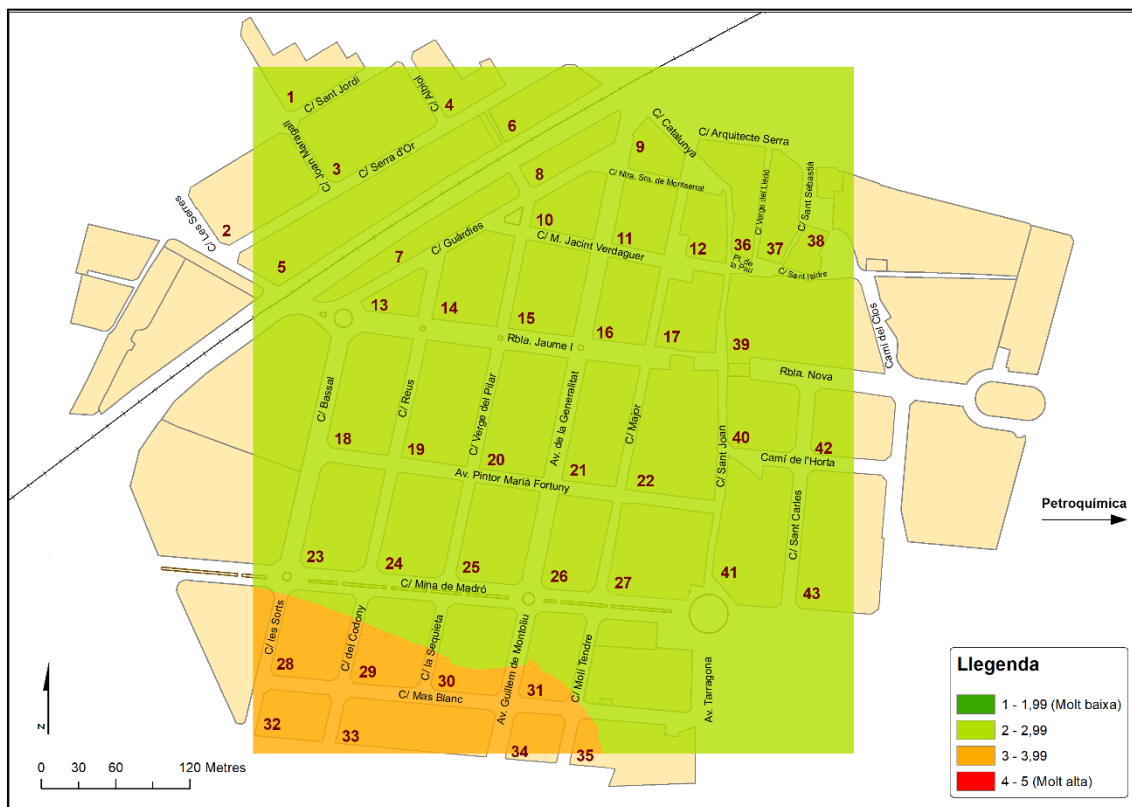 1
C/ Sant Jordi
C/ Albiol
4
6
C/ Joan Maragall
3
C/ Serra d'Or
C/ Les Serres
2
5
8
9
C/ Catalunya
C/ Arquitecte Serra
C/ Ntra. Sra. de Montserrat
C/ Verge del Lledó
C/ Sant Sebastià
10
C/ M. Jacint Verdaguer
11
12
36
Pl. de
la Pau
37
38
C/ Sant Isidre
7
C/ Guàrdies
13
14
15
16
17
39
Rbla. Jaume I
Rbla. Nova
Camí del Clos
C/ Bassal
C/ Reus
C/ Verge del Pilar
Av. de la Generalitat
C/ Major
C/ Sant Joan
18
19
20
21
22
40
42
Camí de l'Horta
Av. Pintor Marià Fortuny
C/ Sant Carles
Petroquímica
23
24
25
26
27
41
43
C/ Mina de Madró
C/ les Sorts
C/ del Codony
C/ la Sequieta
Av. Guillem de Montoliu
C/ Molí Tendre
Av. Tarragona
28
29
30
31
C/ Mas Blanc
32
33
34
35
N
0 30 60 120 Metres
Llegenda
1 - 1,99 (Molt baixa)
2 - 2,99
3 - 3,99
4 - 5 (Molt alta)